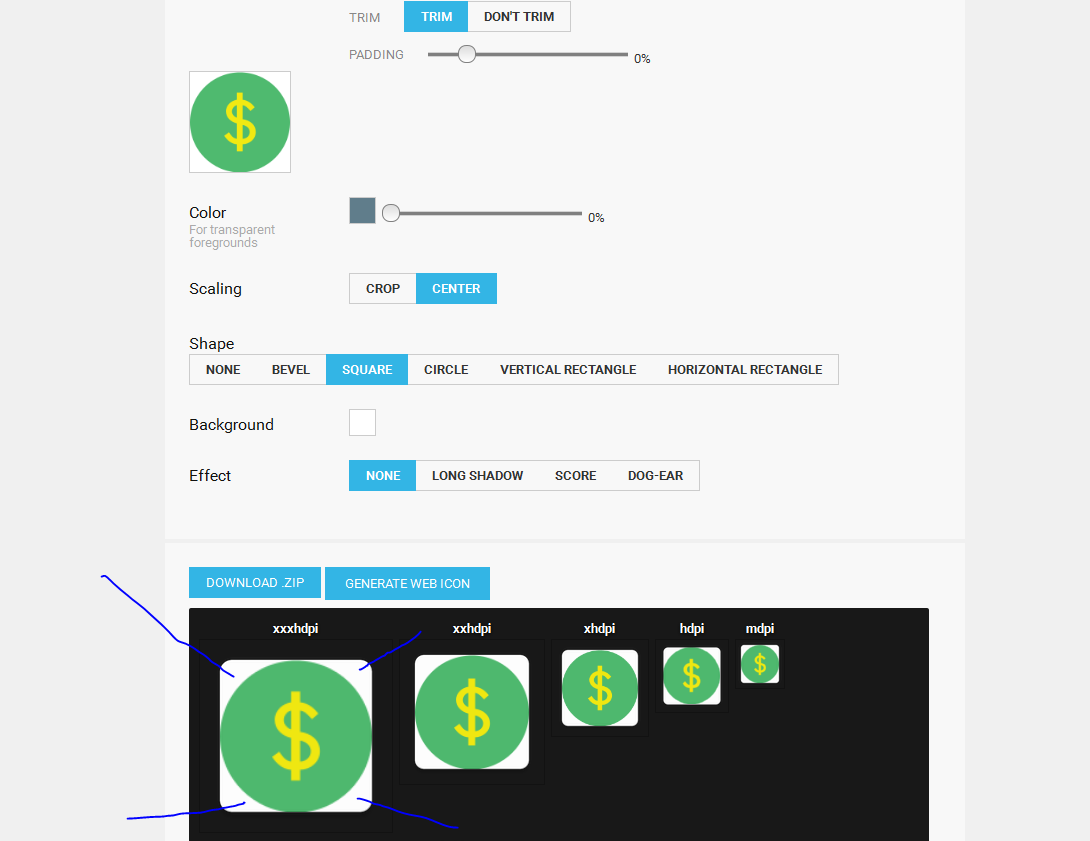 TRIM TRIM DON'T TRIM
PADDING 0%
$
Color 0%
For transparent
foregrounds
Scaling CROP CENTER
Shape
NONE BEVEL SQUARE CIRCLE VERTICAL RECTANGLE HORIZONTAL RECTANGLE
Background
Effect NONE LONG SHADOW SCORE DOG-EAR
DOWNLOAD .ZIP GENERATE WEB ICON
xxxhdpi xxhdpi xhdpi hdpi mdpi
$ $ $ $ $